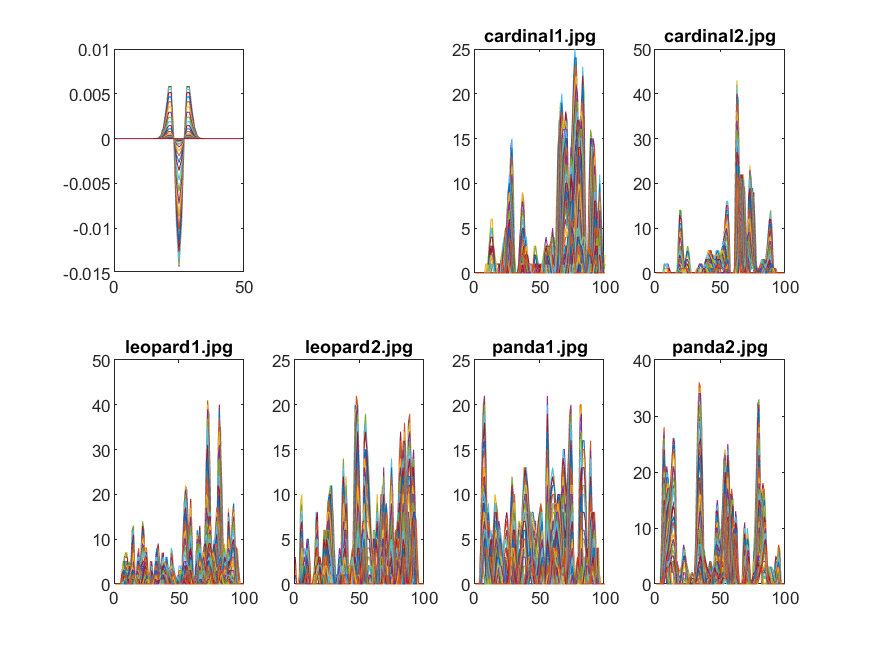 cardinal1.jpg cardinal2.jpg
0.01 25 50
0.005 20 40
0 15 30
-0.005 10 20
-0.01 5 10
-0.015 0 0
0 50 0 50 100 0 50 100
leopard1.jpg leopard2.jpg panda1.jpg panda2.jpg
50 25 25 40
40 20 20 30
30 15 15 20
20 10 10 10
10 5 5
0 0 0 0
0 50 100 0 50 100 0 50 100 0 50 100